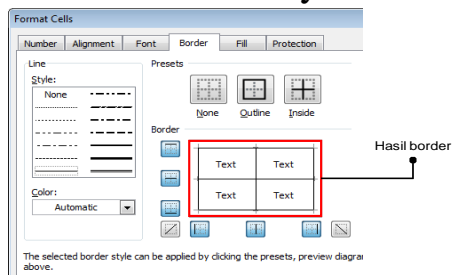 Format Cells
Number Alignment Font Border Fill Protection
Line
Style:
None
Presets
None Outline Inside
Border
Text Text
Text Text
Hasil border
Color:
Automatic
The selected border style can be applied by clicking the presets, preview diagra
above.